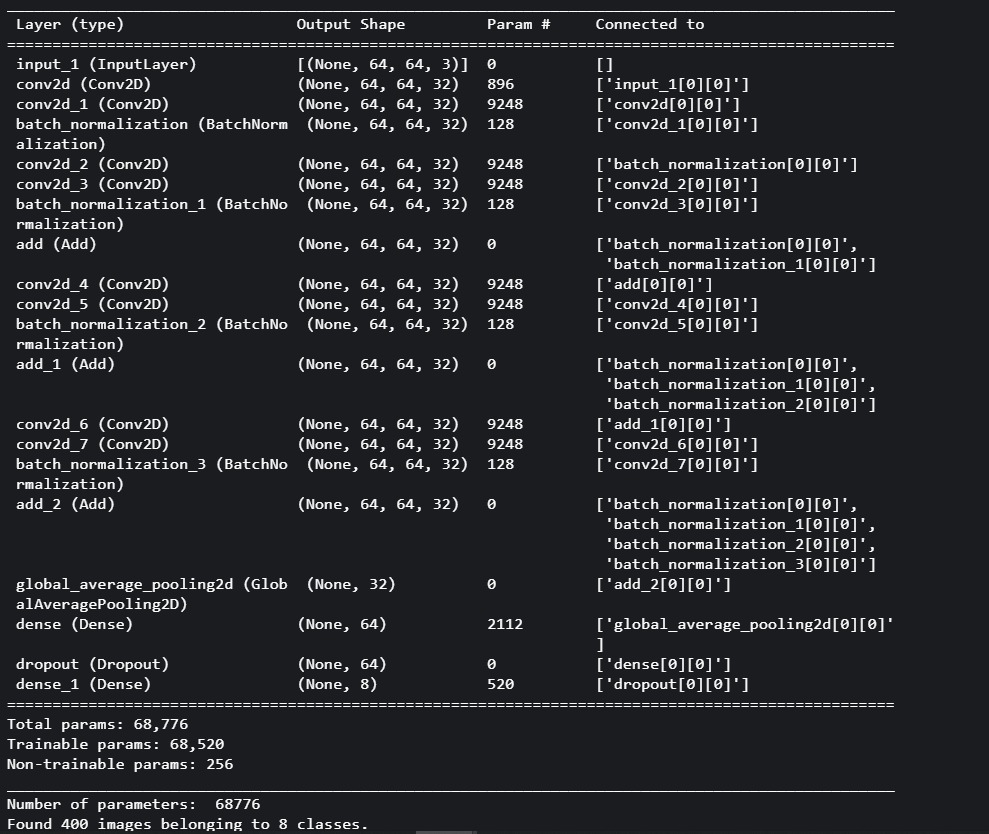 Layer (type) Output Shape Param # Connected to
input_1 (InputLayer) [(None, 64, 64, 3)] 0 []
conv2d (Conv2D) (None, 64, 64, 32) 896 ['input_1[0][0]']
conv2d_1 (Conv2D) (None, 64, 64, 32) 9248 ['conv2d[0][0]']
batch_normalization (BatchNorm (None, 64, 64, 32) 128 ['conv2d_1[0][0]']
alization)
conv2d_2 (Conv2D) (None, 64, 64, 32) 9248 ['batch_normalization[0][0]']
conv2d_3 (Conv2D) (None, 64, 64, 32) 9248 ['conv2d_2[0][0]']
batch_normalization_1 (BatchNo (None, 64, 64, 32) 128 ['conv2d_3[0][0]']
rmalization)
add (Add) (None, 64, 64, 32) 0 ['batch_normalization[0][0]',
'batch_normalization_1[0][0]']
conv2d_4 (Conv2D) (None, 64, 64, 32) 9248 ['add[0][0]']
conv2d_5 (Conv2D) (None, 64, 64, 32) 9248 ['conv2d_4[0][0]']
batch_normalization_2 (BatchNo (None, 64, 64, 32) 128 ['conv2d_5[0][0]']
rmalization)
add_1 (Add) (None, 64, 64, 32) 0 ['batch_normalization[0][0]',
'batch_normalization_1[0][0]',
'batch_normalization_2[0][0]']
conv2d_6 (Conv2D) (None, 64, 64, 32) 9248 ['add_1[0][0]']
conv2d_7 (Conv2D) (None, 64, 64, 32) 9248 ['conv2d_6[0][0]']
batch_normalization_3 (BatchNo (None, 64, 64, 32) 128 ['conv2d_7[0][0]']
rmalization)
add_2 (Add) (None, 64, 64, 32) 0 ['batch_normalization[0][0]',
'batch_normalization_1[0][0]',
'batch_normalization_2[0][0]',
'batch_normalization_3[0][0]']
global_average_pooling2d (Glob (None, 32) 0 ['add_2[0][0]']
alAveragePooling2D)
dense (Dense) (None, 64) 2112 ['global_average_pooling2d[0][0]'
]
dropout (Dropout) (None, 64) 0 ['dense[0][0]']
dense_1 (Dense) (None, 8) 520 ['dropout[0][0]']
Total params: 68,776
Trainable params: 68,520
Non-trainable params: 256
Number of parameters: 68776
Found 400 images belonging to 8 classes.